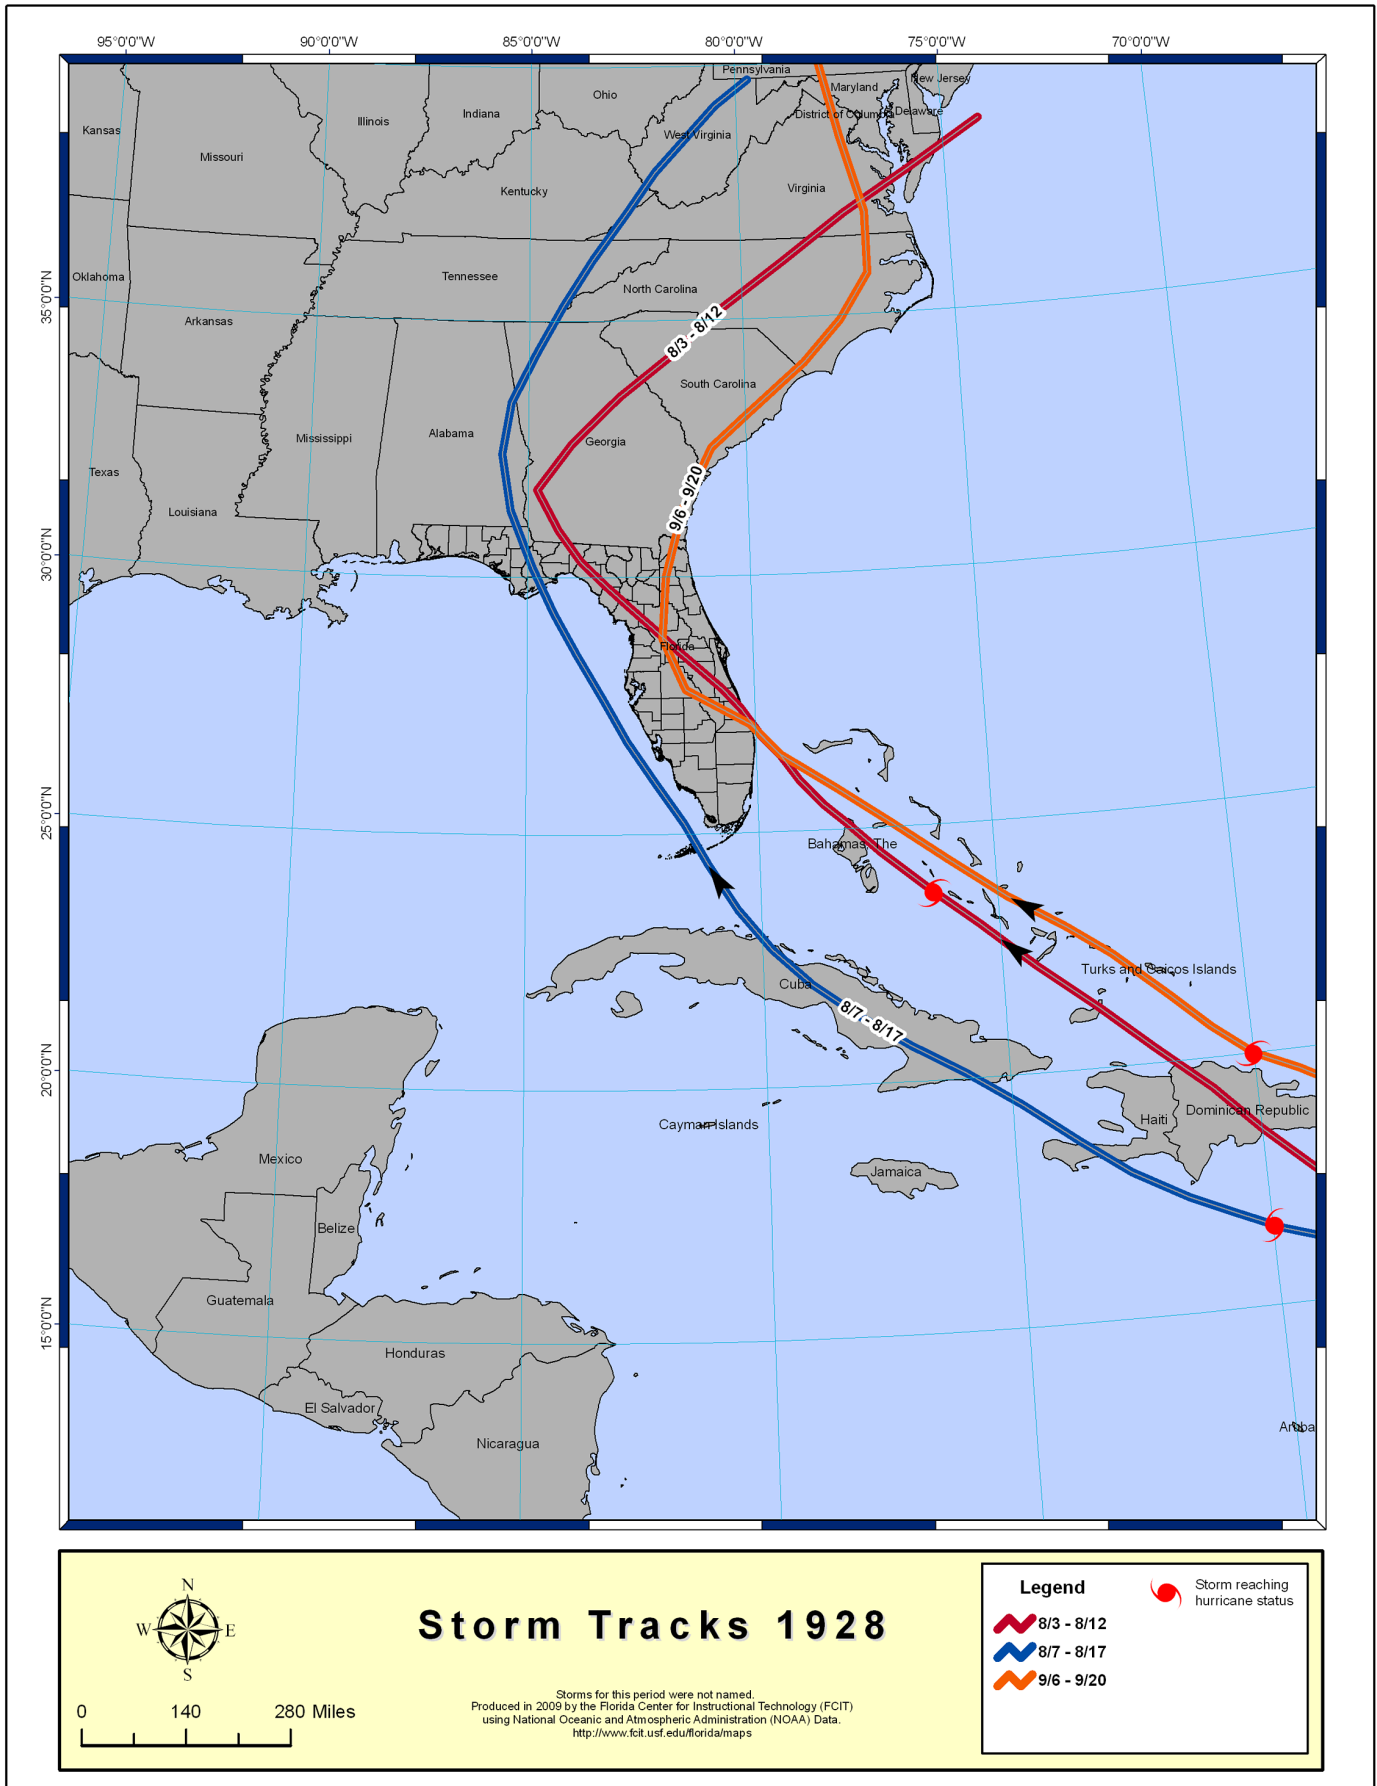 95°0'0"W 90°0'0"W 85°0'0"W 80°0'0"W 75°0'0"W 70°0'0"W
35°0'0"N
30°0'0"N
25°0'0"N
20°0'0"N
15°0'0"N
Pennsylvania
New Jersey
Maryland
Ohio
Delaware
District of Columbia
Indiana
Illinois
Kansas
West Virginia
Missouri
Virginia
Kentucky
Oklahoma
Tennessee
North Carolina
Arkansas
8/3 - 8/12
South Carolina
Alabama
Mississippi
Georgia
Texas
Louisiana
9/6 - 9/20
Florida
Bahamas, The
Turks and Caicos Islands
Cuba
8/7 - 8/17
Dominican Republic
Haiti
Cayman Islands
Mexico
Jamaica
Belize
Guatemala
Honduras
El Salvador
Aruba
Nicaragua
N
W E
S
0 140 280 Miles
Storm Tracks 1928
Storms for this period were not named.
Produced in 2009 by the Florida Center for Instructional Technology (FCIT)
using National Oceanic and Atmospheric Administration (NOAA) Data.
http://www.fcit.usf.edu/florida/maps
Legend
8/3 - 8/12
8/7 - 8/17
9/6 - 9/20
Storm reaching
hurricane status